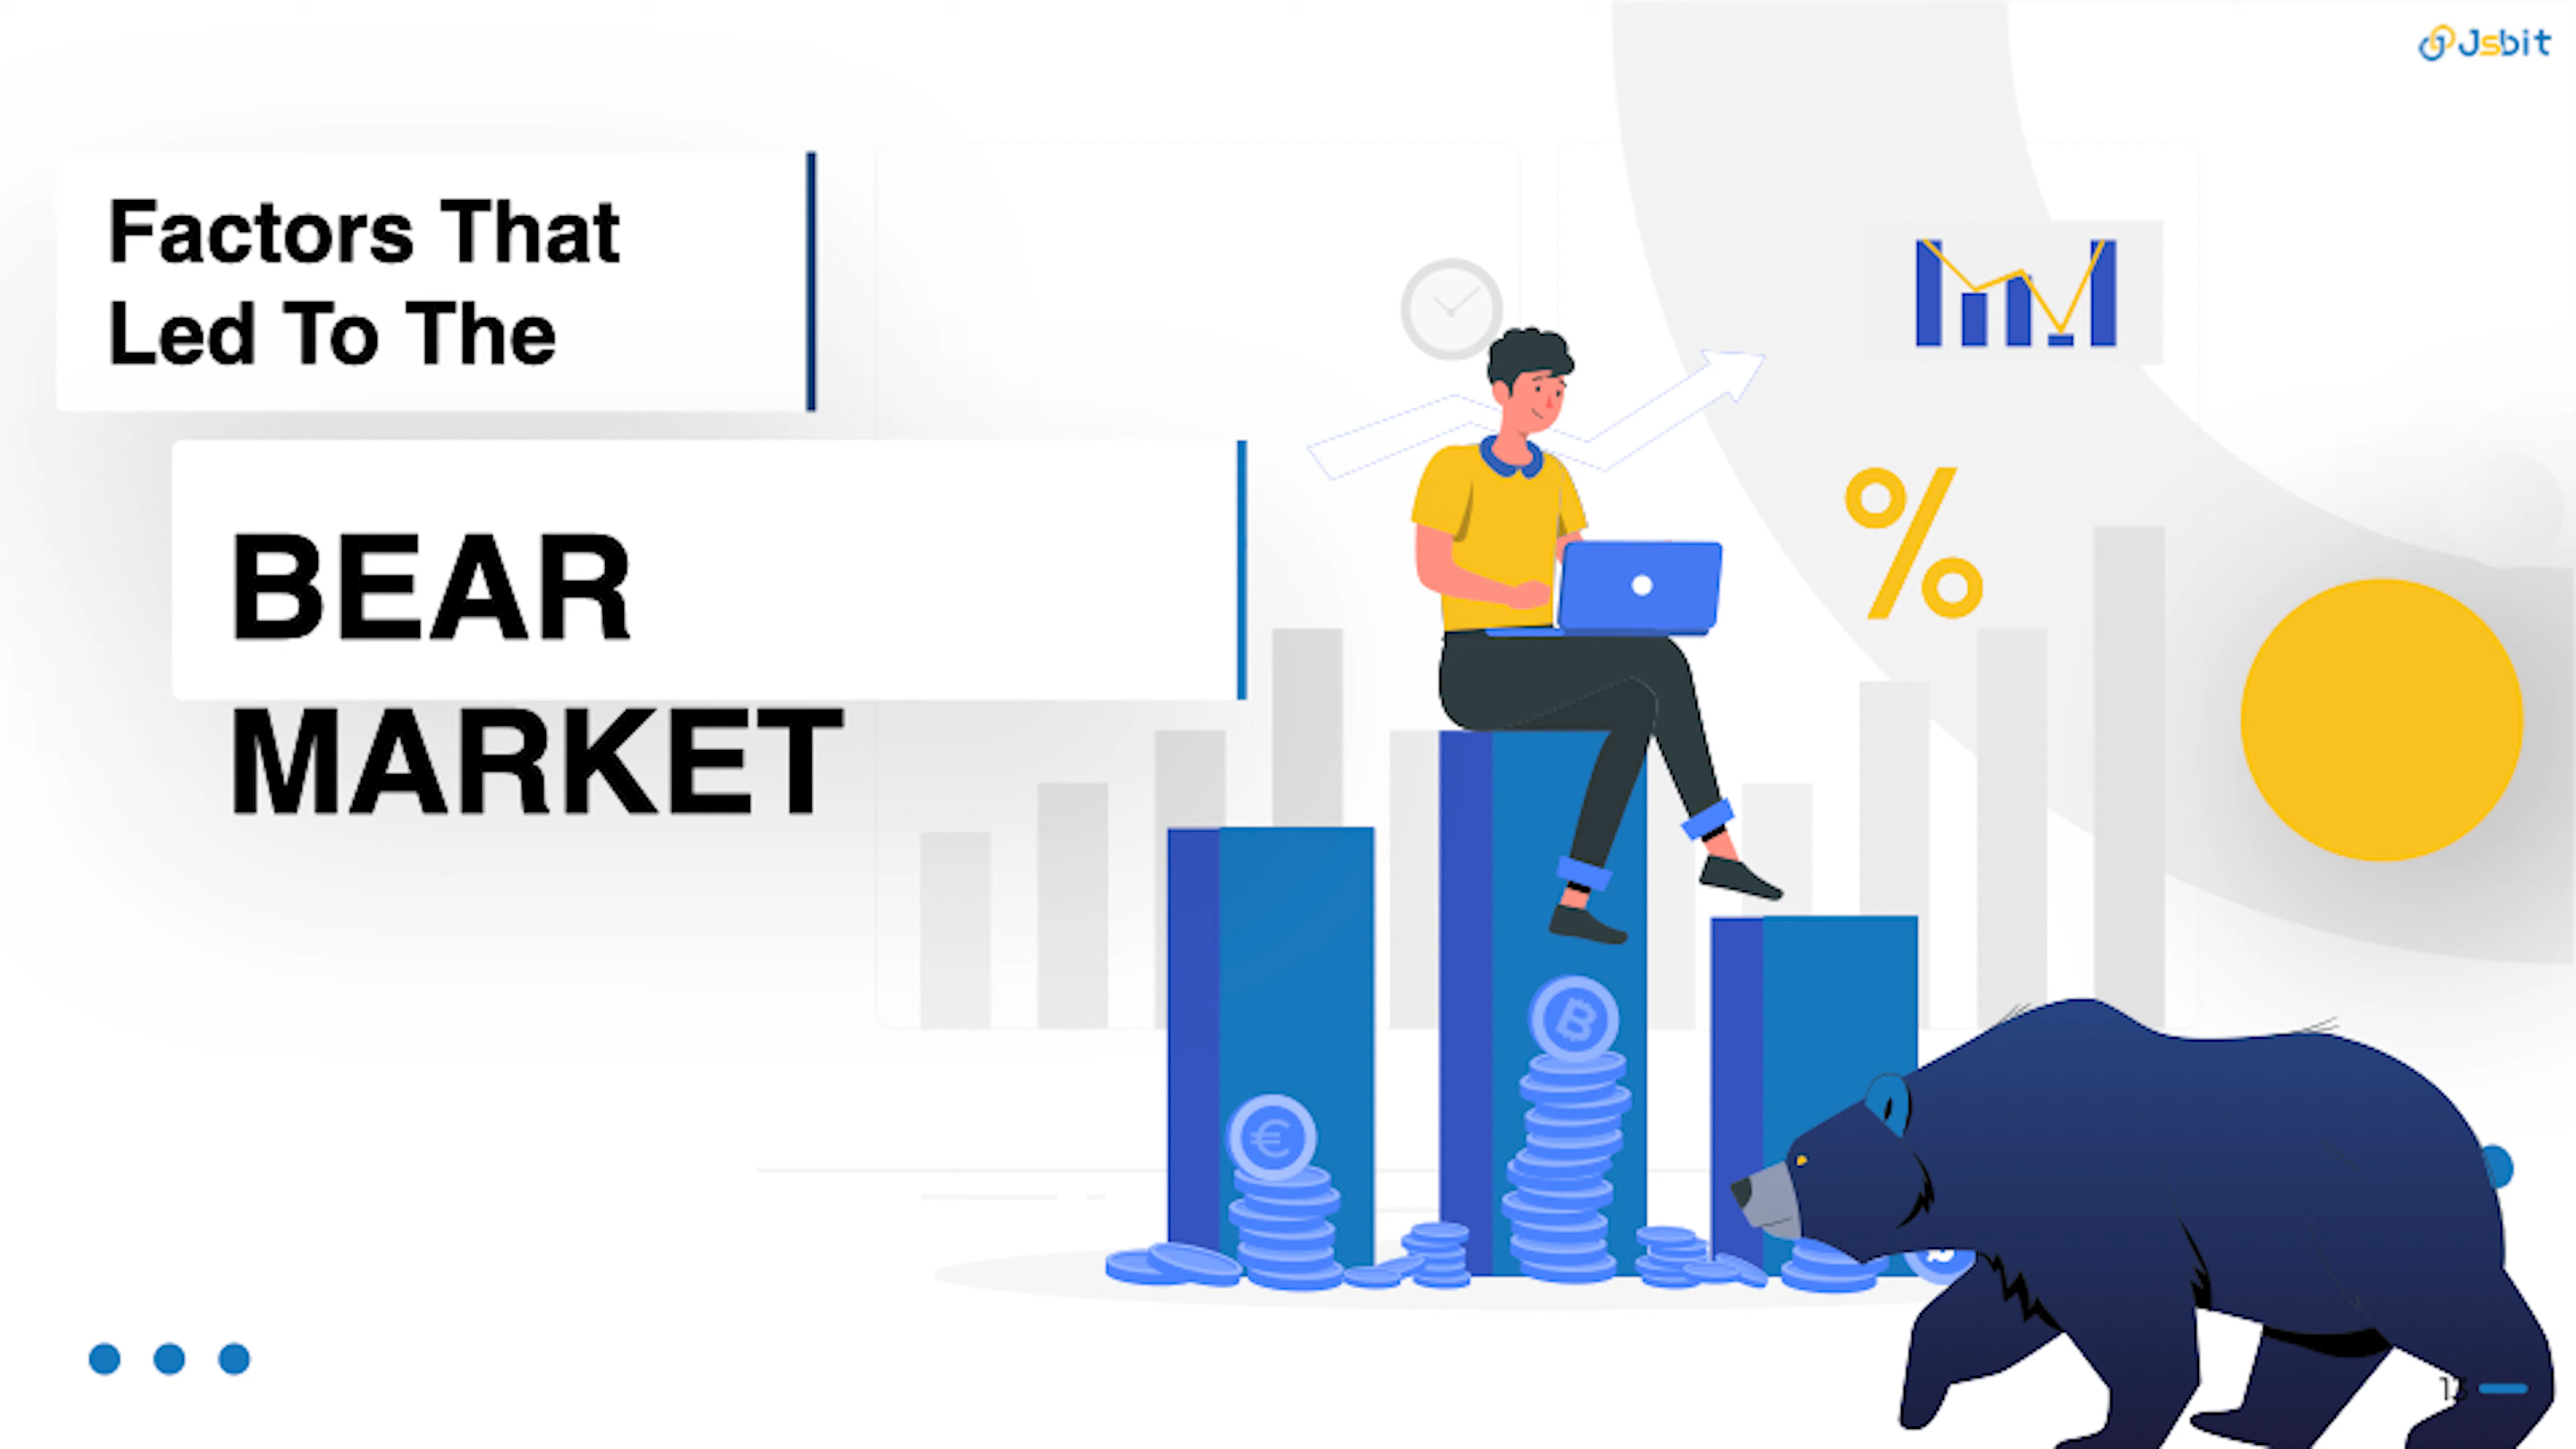 Jsbit
Factors That
Led To The
BEAR
MARKET
%
€